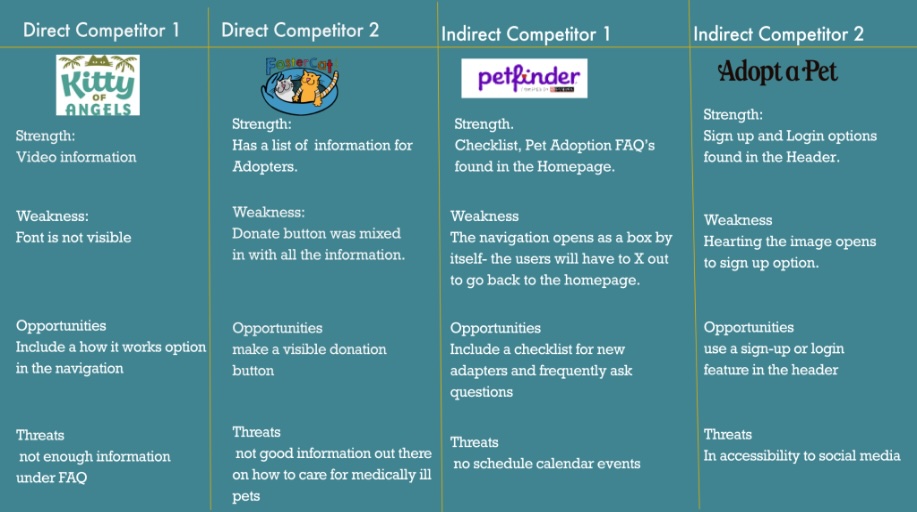 Direct Competitor 1
Kitty
OF
ANGELS
Strength:
Video information
Weakness:
Font is not visible
Opportunities
Include a how it works option
in the navigation
Threats
not enough information
under FAQ
Direct Competitor 2
Strength:
Has a list of information for
Adopters.
Weakness:
Donate button was mixed
in with all the information.
Opportunities
make a visible donation
button
Threats
not good information out there
on how to care for medically ill
pets
Indirect Competitor 1
petfinder
Strength.
Checklist, Pet Adoption FAQ's
found in the Homepage.
Weakness
The navigation opens as a box by
itself- the users will have to X out
to go back to the homepage.
Opportunities
Include a checklist for new
adapters and frequently ask
questions
Threats
no schedule calendar events
Indirect Competitor 2
Adopt a Pet
Strength:
Sign up and Login options
found in the Header.
Weakness
Hearting the image opens
to sign up option.
Opportunities
use a sign-up or login
feature in the header
Threats
In accessibility to social media